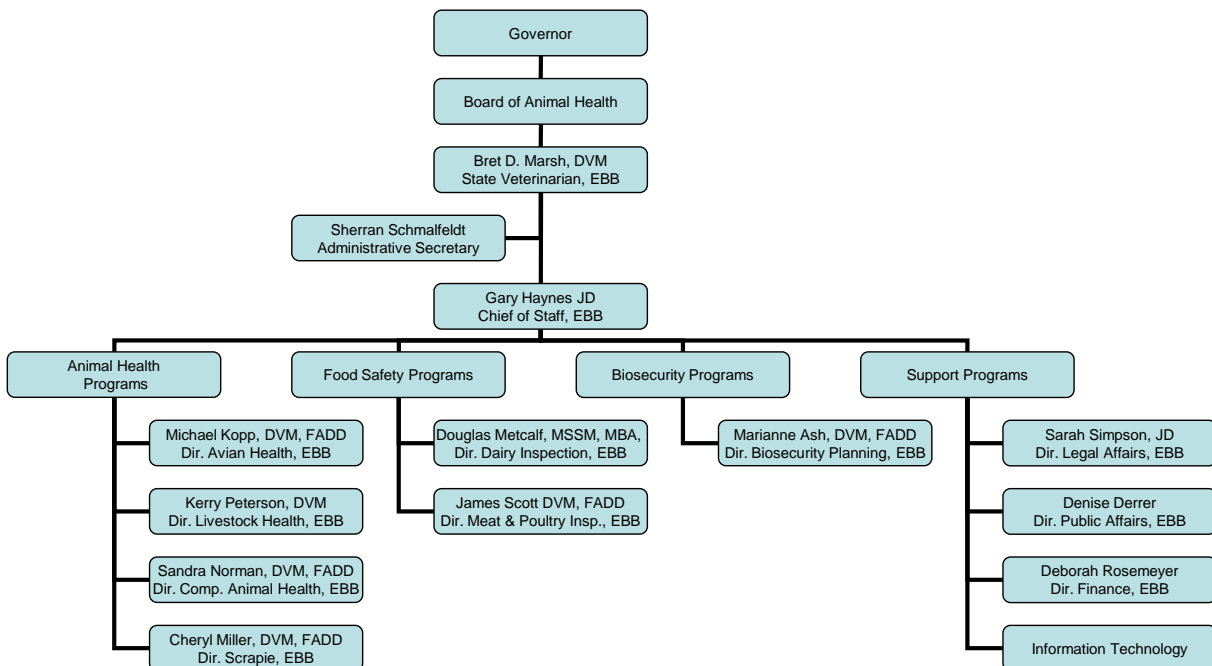 Governor
Board of Animal Health
Bret D. Marsh, DVM
State Veterinarian, EBB
Sherran Schmalfeldt
Administrative Secretary
Gary Haynes JD
Chief of Staff, EBB
Animal Health
Programs
Food Safety Programs
Biosecurity Programs
Support Programs
Michael Kopp, DVM, FADD
Dir. Avian Health, EBB
Kerry Peterson, DVM
Dir. Livestock Health, EBB
Sandra Norman, DVM, FADD
Dir. Comp. Animal Health, EBB
Cheryl Miller, DVM, FADD
Dir. Scrapie, EBB
Douglas Metcalf, MSSM, MBA,
Dir. Dairy Inspection, EBB
James Scott DVM, FADD
Dir. Meat & Poultry Insp., EBB
Marianne Ash, DVM, FADD
Dir. Biosecurity Planning, EBB
Sarah Simpson, JD
Dir. Legal Affairs, EBB
Denise Derrer
Dir. Public Affairs, EBB
Deborah Rosemeyer
Dir. Finance, EBB
Information Technology